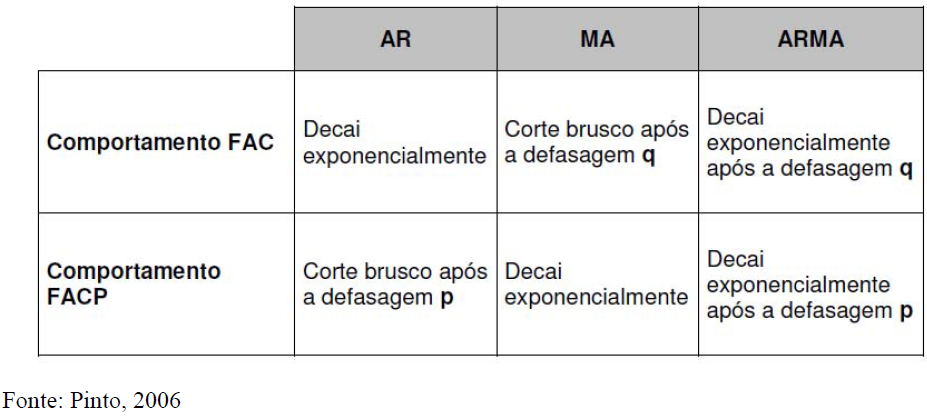 AR MA ARMA
Comportamento FAC
Decai
exponencialmente
Corte brusco após
a defasagem q
Decai
exponencialmente
após a defasagem q
Comportamento
FACP
Corte brusco após
a defasagem p
Decai
exponencialmente
Decai
exponencialmente
após a defasagem p
Fonte: Pinto, 2006